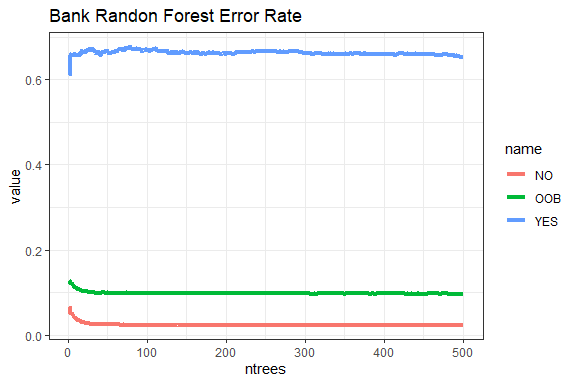 Bank Randon Forest Error Rate
value
0.6
0.4
0.2
0.0
0
100
200
300
400
500
ntrees
name
NO
OOB
YES